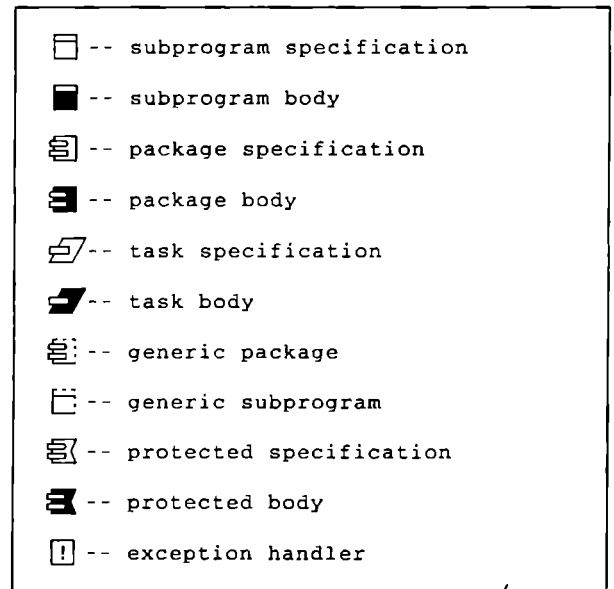 -- subprogram specification
-- subprogram body
-- package specification
-- package body
-- task specification
-- task body
-- generic package
-- generic subprogram
-- protected specification
-- protected body
! -- exception handler